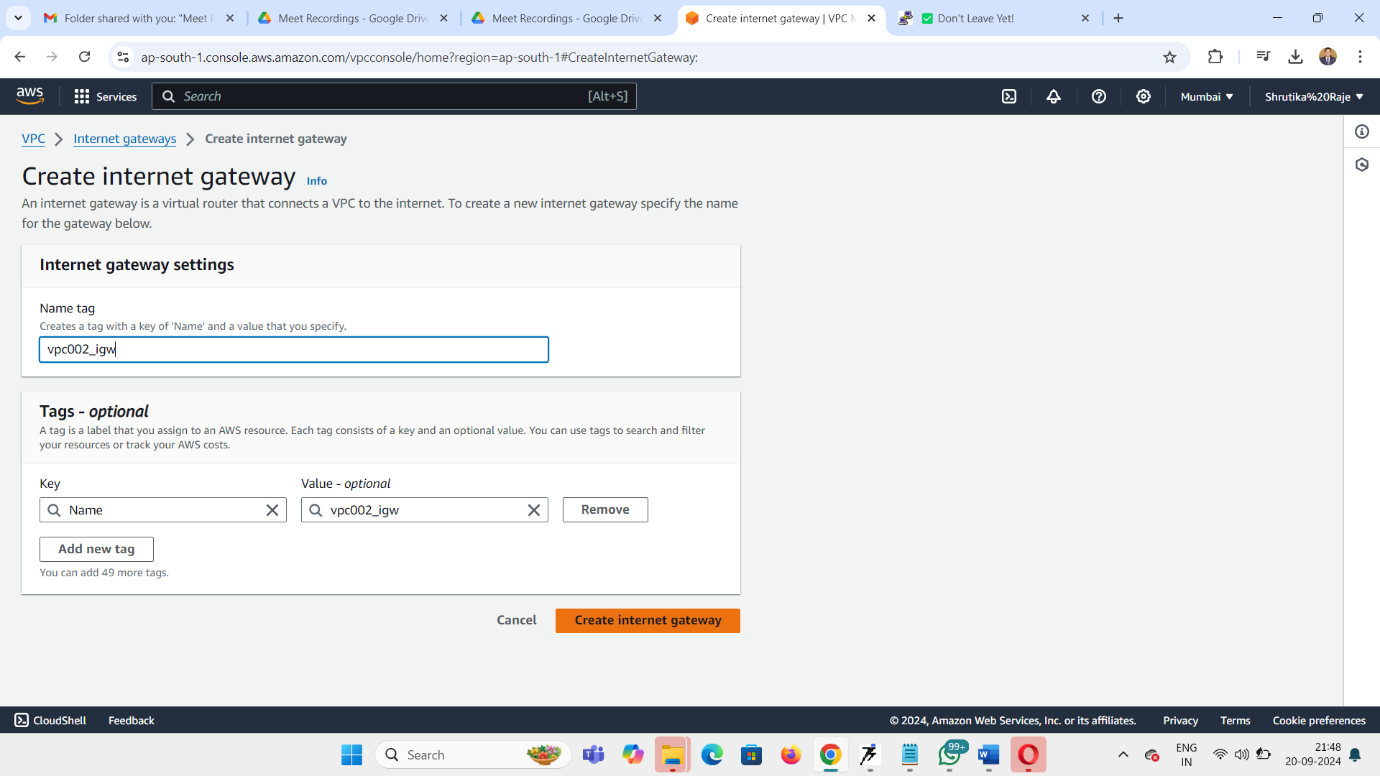 Folder shared with you: "Meet R
Meet Recordings - Google Drive
Meet Recordings - Google Drive
Create internet gateway | VPC M
Don't Leave Yet!
ap-south-1.console.aws.amazon.com/vpcconsole/home?region=ap-south-1#CreateInternetGateway:
aws
Services
Search
[Alt+S]
Mumbai
Shrutika%20Raje
VPC
Internet gateways
Create internet gateway
Create internet gateway Info
An internet gateway is a virtual router that connects a VPC to the internet. To create a new internet gateway specify the name
for the gateway below.
Internet gateway settings
Name tag
Creates a tag with a key of 'Name' and a value that you specify.
vpc002_igw
Tags - optional
A tag is a label that you assign to an AWS resource. Each tag consists of a key and an optional value. You can use tags to search and filter
your resources or track your AWS costs.
Key
Value - optional
Name
vpc002_igw
Remove
Add new tag
You can add 49 more tags.
Cancel
Create internet gateway
CloudShell
Feedback
© 2024, Amazon Web Services, Inc. or its affiliates.
Privacy
Terms
Cookie preferences
Search
99+
ENG
IN
21:48
20-09-2024